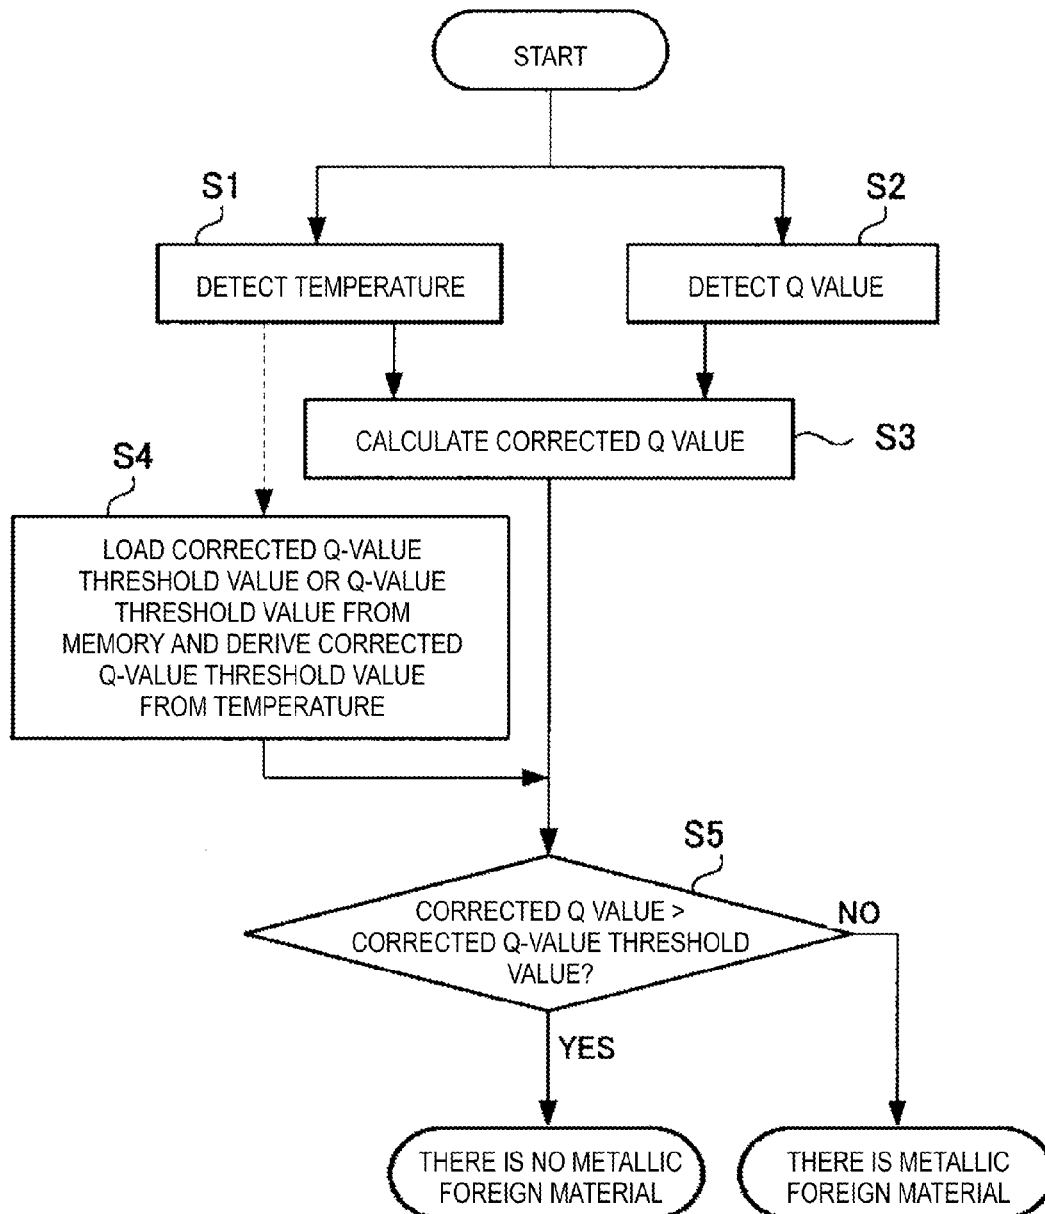 START
S1
S2
DETECT TEMPERATURE
DETECT Q VALUE
CALCULATE CORRECTED Q VALUE
S3
S4
LOAD CORRECTED Q-VALUE
THRESHOLD VALUE OR Q-VALUE
THRESHOLD VALUE FROM
MEMORY AND DERIVE CORRECTED
Q-VALUE THRESHOLD VALUE
FROM TEMPERATURE
S5
CORRECTED Q VALUE >
CORRECTED Q-VALUE THRESHOLD
VALUE?
NO
YES
THERE IS NO METALLIC
FOREIGN MATERIAL
THERE IS METALLIC
FOREIGN MATERIAL